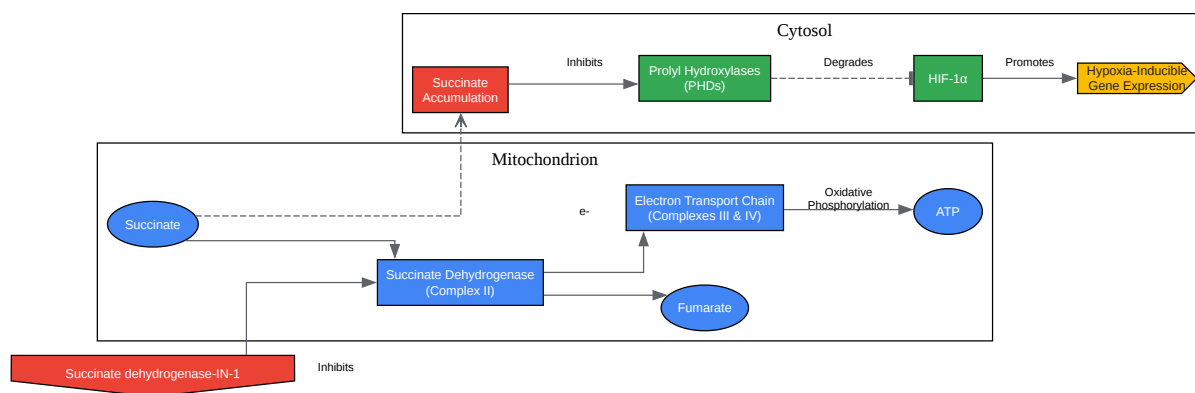 Cytosol
Succinate
Accumulation
Inhibits
Prolyl Hydroxylases
(PHDs)
Degrades
HIF-1α
Promotes
Hypoxia-Inducible
Gene Expression
Mitochondrion
Succinate
e-
Electron Transport Chain
(Complexes III & IV)
Oxidative
Phosphorylation
ATP
Succinate Dehydrogenase
(Complex II)
Fumarate
Succinate dehydrogenase-IN-1
Inhibits